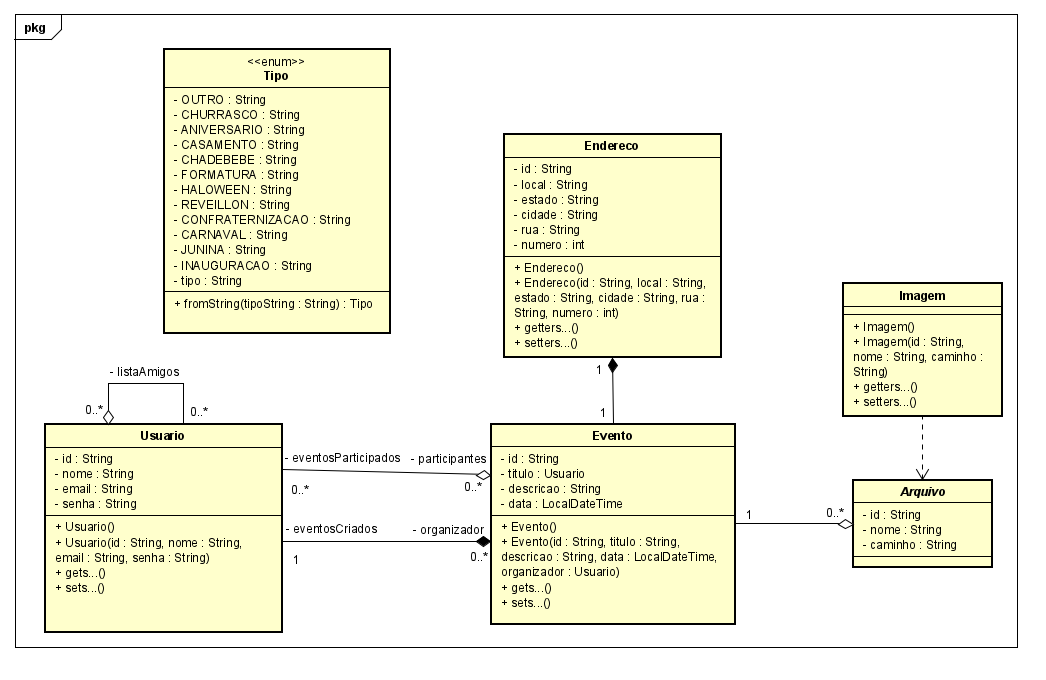 pkg
<<enum>>
Tipo
- OUTRO : String
- CHURRASCO : String
- ANIVERSARIO : String
- CASAMENTO : String
- CHADEBEBE : String
- FORMATURA : String
- HALOWEEN : String
- REVEILLON : String
- CONFRATERNIZACAO : String
- CARNAVAL : String
- JUNINA : String
- INAUGURACAO : String
- tipo : String
+ fromString(tipoString : String) : Tipo
Endereco
- id : String
- local : String
- estado : String
- cidade : String
- rua : String
- numero : int
+ Endereco()
+ Endereco(id : String, local : String,
estado : String, cidade : String, rua :
String, numero : int)
+ getters...()
+ setters...()
Imagem
+ Imagem()
+ Imagem(id : String,
nome : String, caminho :
String)
+ getters...()
+ setters...()
- listaAmigos
0..*
0..*
1
1
Usuario
- id : String
- nome : String
- email : String
- senha : String
+ Usuario()
+ Usuario(id : String, nome : String,
email : String, senha : String)
+ gets...()
+ sets...()
- eventosParticipados
- participantes
0..*
0..*
- eventosCriados
- organizador
1
0..*
Evento
- id : String
- titulo : Usuario
- descricao : String
- data : LocalDateTime
+ Evento()
+ Evento(id : String, titulo : String,
descricao : String, data : LocalDateTime,
organizador : Usuario)
+ gets...()
+ sets...()
1
0..*
Arquivo
- id : String
- nome : String
- caminho : String